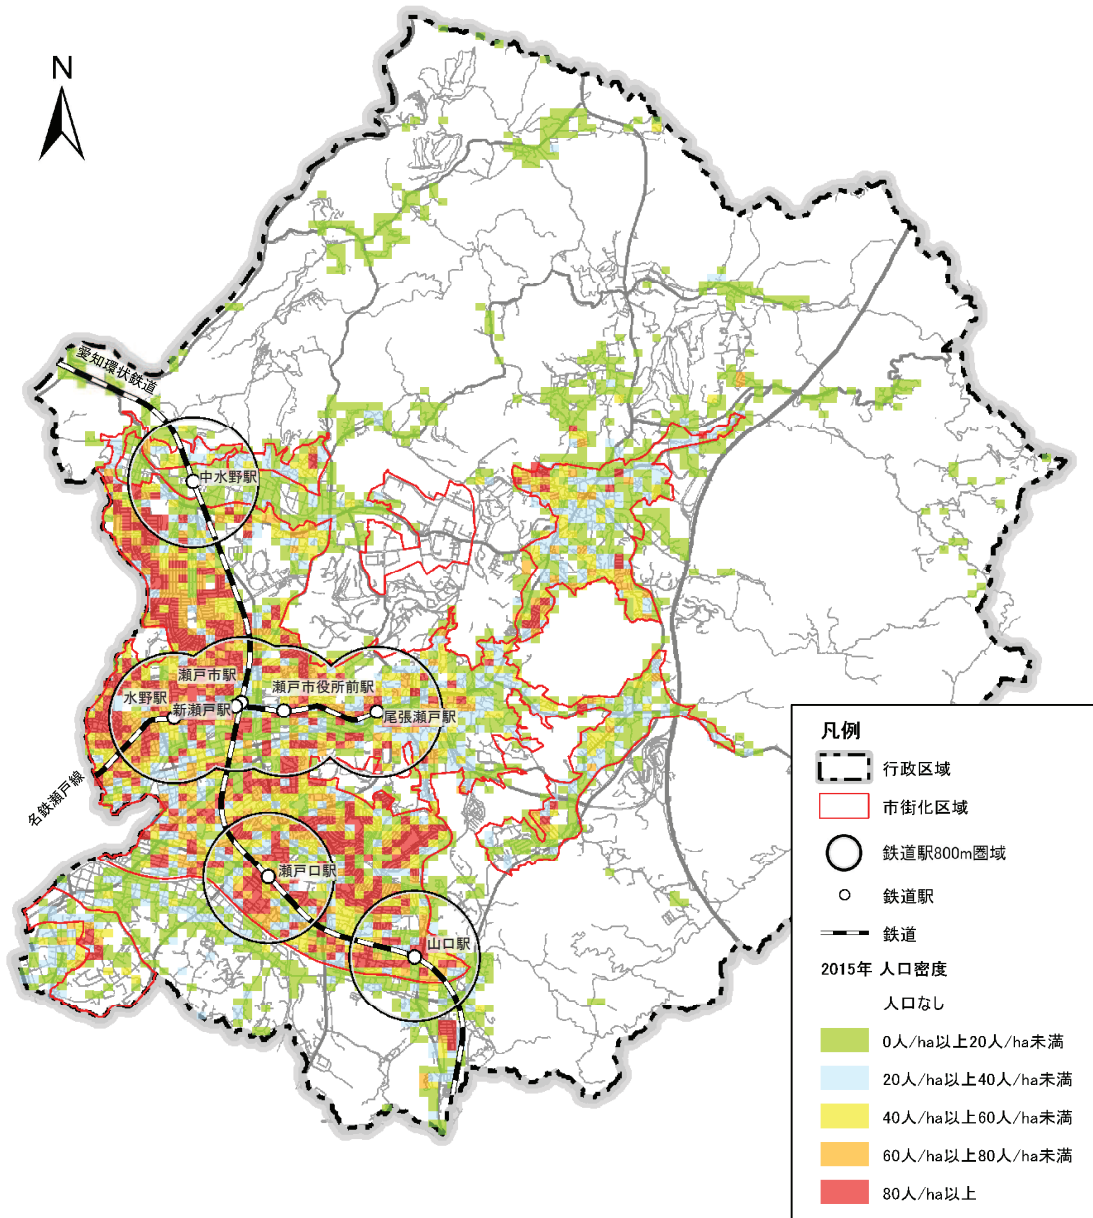 N
愛知環状鉄道
中水野駅
瀬戸市駅
水野駅
瀬戸市役所前駅
新瀬戸駅
尾張瀬戸駅
名鉄瀬戸線
瀬戸口駅
山口駅
凡例
行政区域
市街化区域
鉄道駅800m圏域
鉄道駅
鉄道
2015年 人口密度
人口なし
0人/ha以上20人/ha未満
20人/ha以上40人/ha未満
40人/ha以上60人/ha未満
60人/ha以上80人/ha未満
80人/ha以上